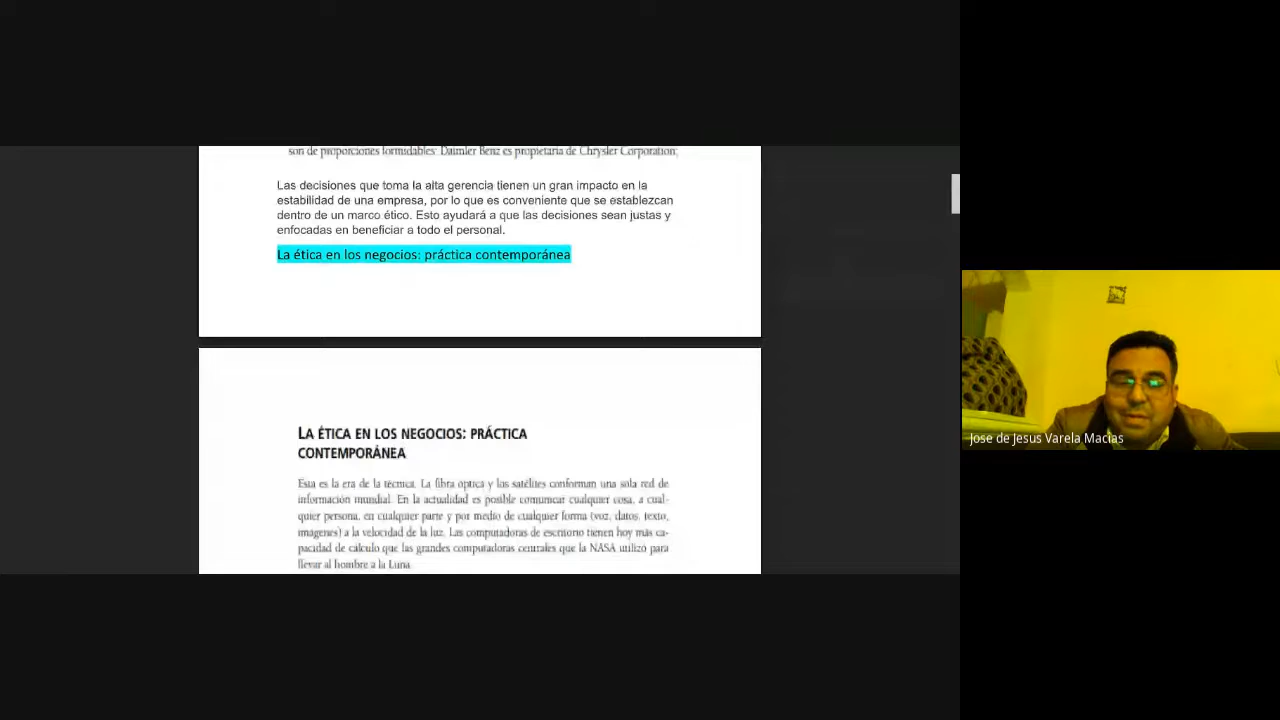 son de proporciones formidables: Daimler Benz es propietaria de Chrysler Corporation;
Las decisiones que toma la alta gerencia tienen un gran impacto en la
estabilidad de una empresa, por lo que es conveniente que se establezcan
dentro de un marco ético. Esto ayudará a que las decisiones sean justas y
enfocadas en beneficiar a todo el personal.
La ética en los negocios: práctica contemporánea
LA ÉTICA EN LOS NEGOCIOS: PRÁCTICA
CONTEMPORÁNEA
Esta es la era de la técnica. La fibra óptica y los satélites conforman una sola red de
información mundial. En la actualidad es posible comunicar cualquier cosa, a cual-
quier persona, en cualquier parte y por medio de cualquier forma (voz, datos, texto,
imágenes) a la velocidad de la luz. Las computadoras de escritorio tienen hoy más ca-
pacidad de cálculo que las grandes computadoras centrales que la NASA utilizó para
llevar al hombre a la Luna.
Jose de Jesus Varela Macias